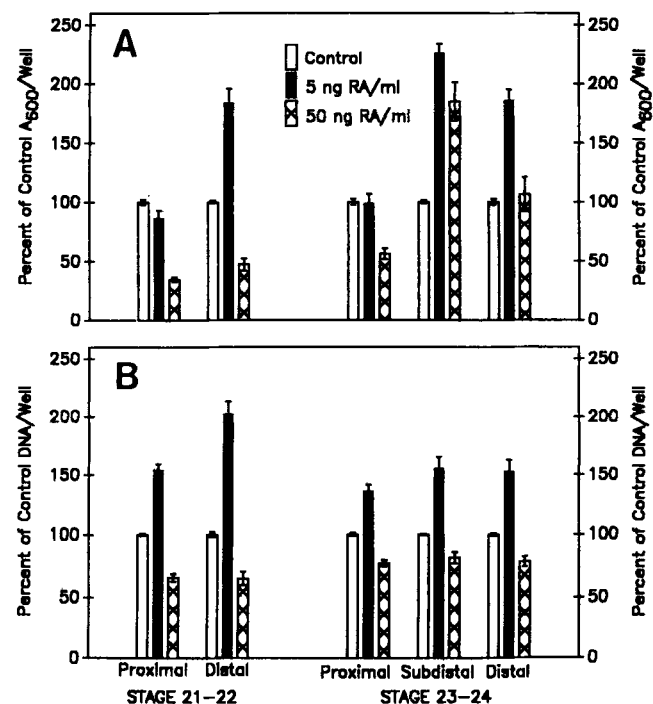 A
Percent of Control A600/Well
250
200
150
100
50
0
Control
5 ng RA/ml
50 ng RA/ml
250
200
150
100
50
0
Percent of Control A600/Well
B
Percent of Control DNA/Well
250
200
150
100
50
0
250
200
150
100
50
0
Percent of Control DNA/Well
Proximal Distal Proximal Subdistal Distal
STAGE 21-22 STAGE 23-24